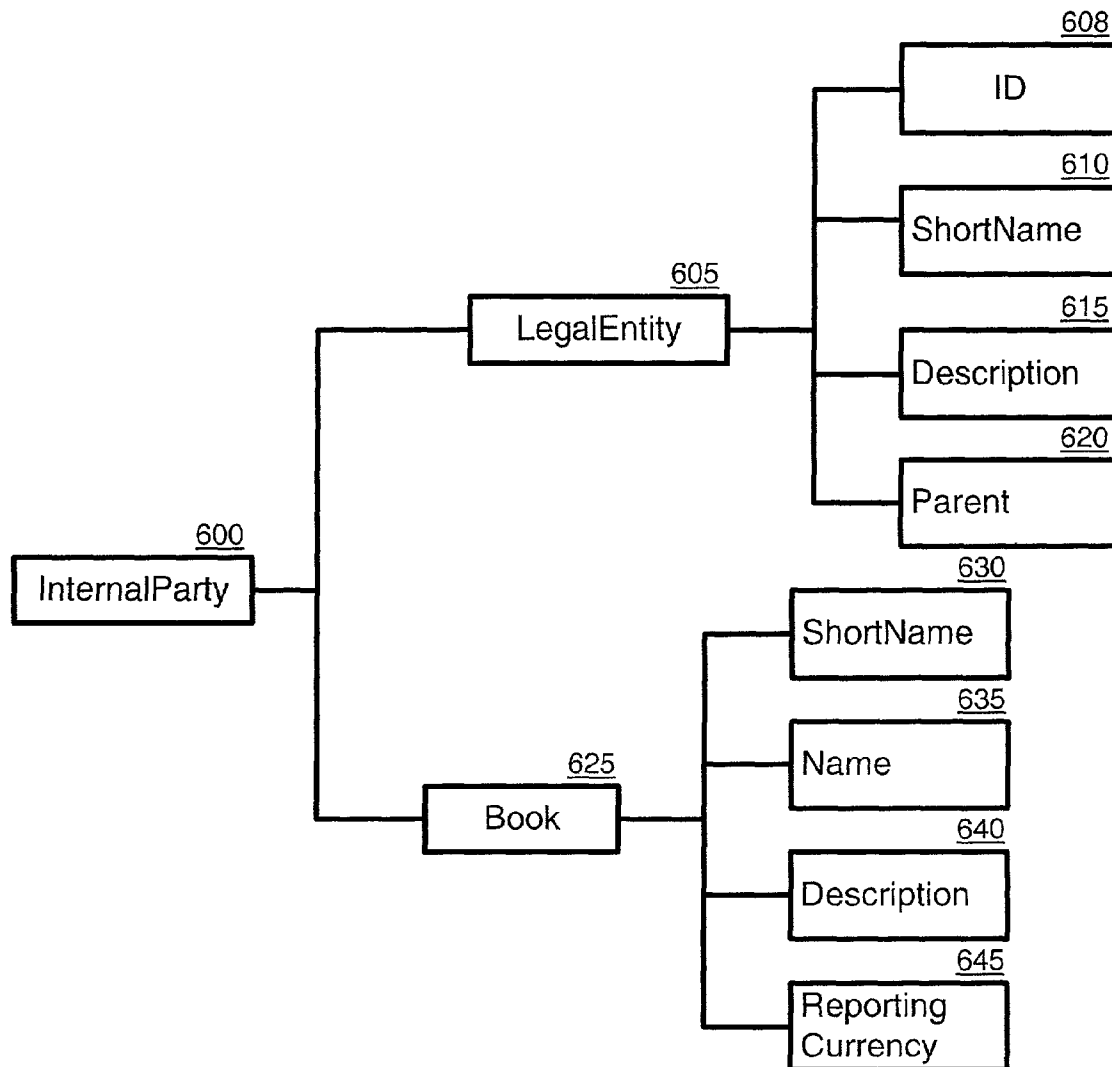 608
ID
610
ShortName
605
LegalEntity
615
Description
620
Parent
600
InternalParty
630
ShortName
635
Name
625
Book
640
Description
645
Reporting
Currency